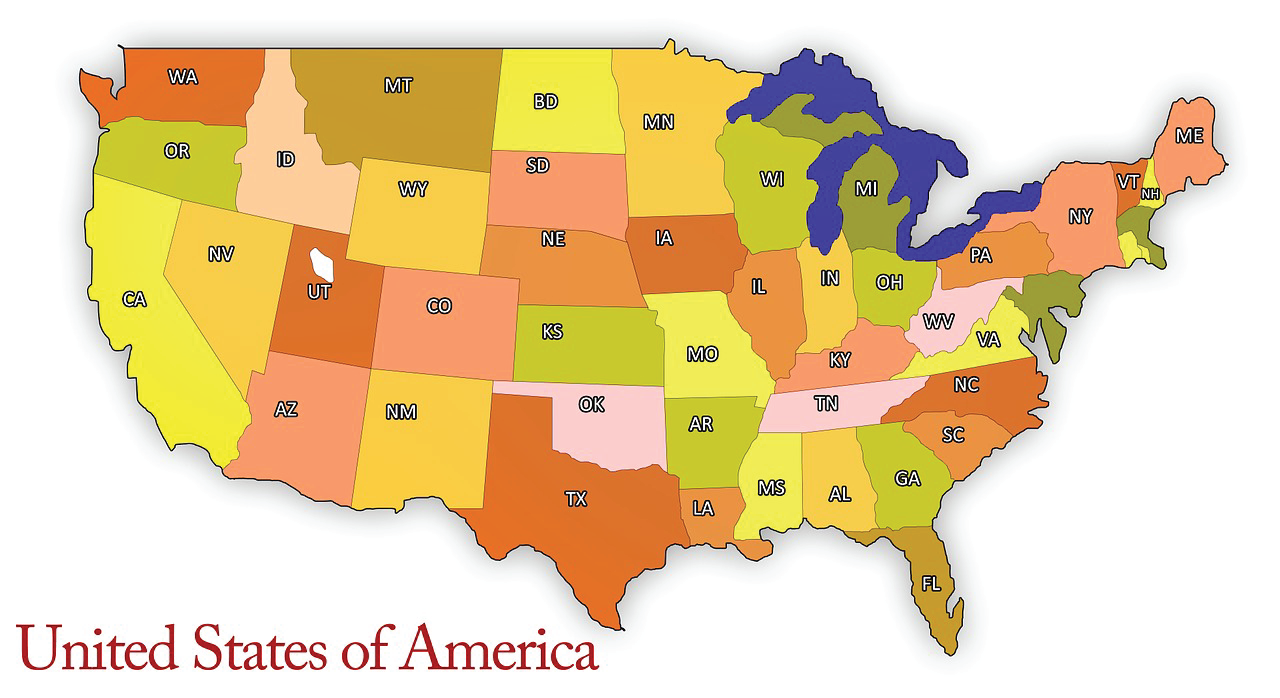 WA
MT
BD
MN
ME
OR
ID
SD
WI
MI
VT
NH
WY
NY
NV
NE
IA
PA
UT
CO
IL
IN
OH
CA
KS
MO
WV
VA
KY
NC
AZ
NM
OK
AR
TN
SC
TX
LA
MS
AL
GA
FL
United States of America